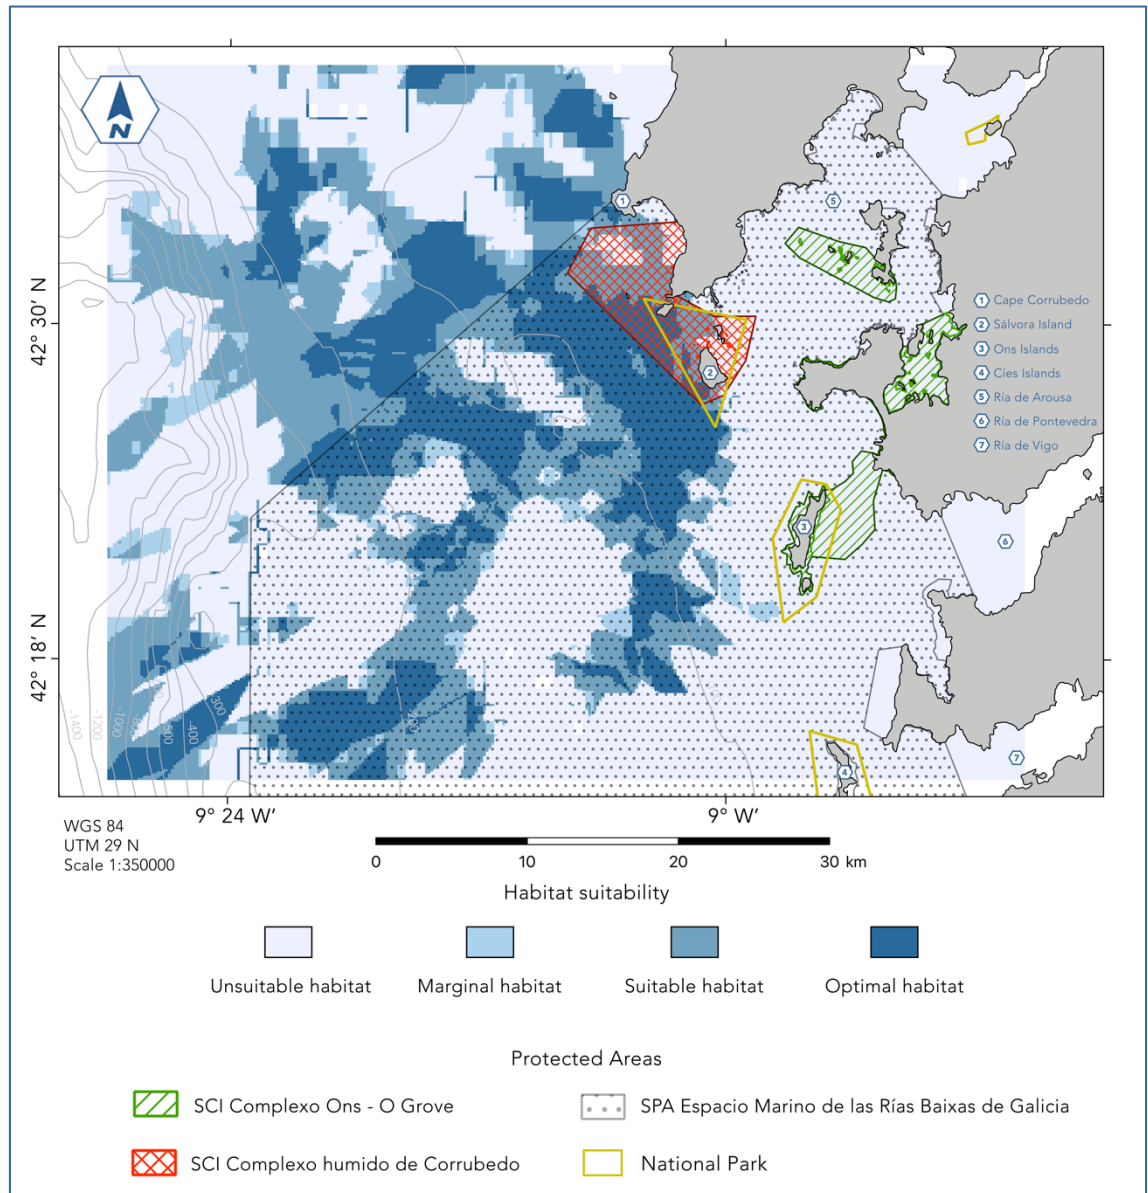 N
42° 30′ N
42° 18′ N
1
2
3
4
5
6
7
1 Cape Corrubedo
2 Sálvora Island
3 Ons Islands
4 Cíes Islands
5 Ría de Arousa
6 Ría de Pontevedra
7 Ría de Vigo
-1400
-1200
-1000
-400
9° 24 W'
9° W'
WGS 84
UTM 29 N
Scale 1:350000
0 10 20 30 km
Habitat suitability
Unsuitable habitat Marginal habitat Suitable habitat Optimal habitat
Protected Areas
SCI Complexo Ons - O Grove SPA Espacio Marino de las Rías Baixas de Galicia
SCI Complexo humido de Corrubedo National Park